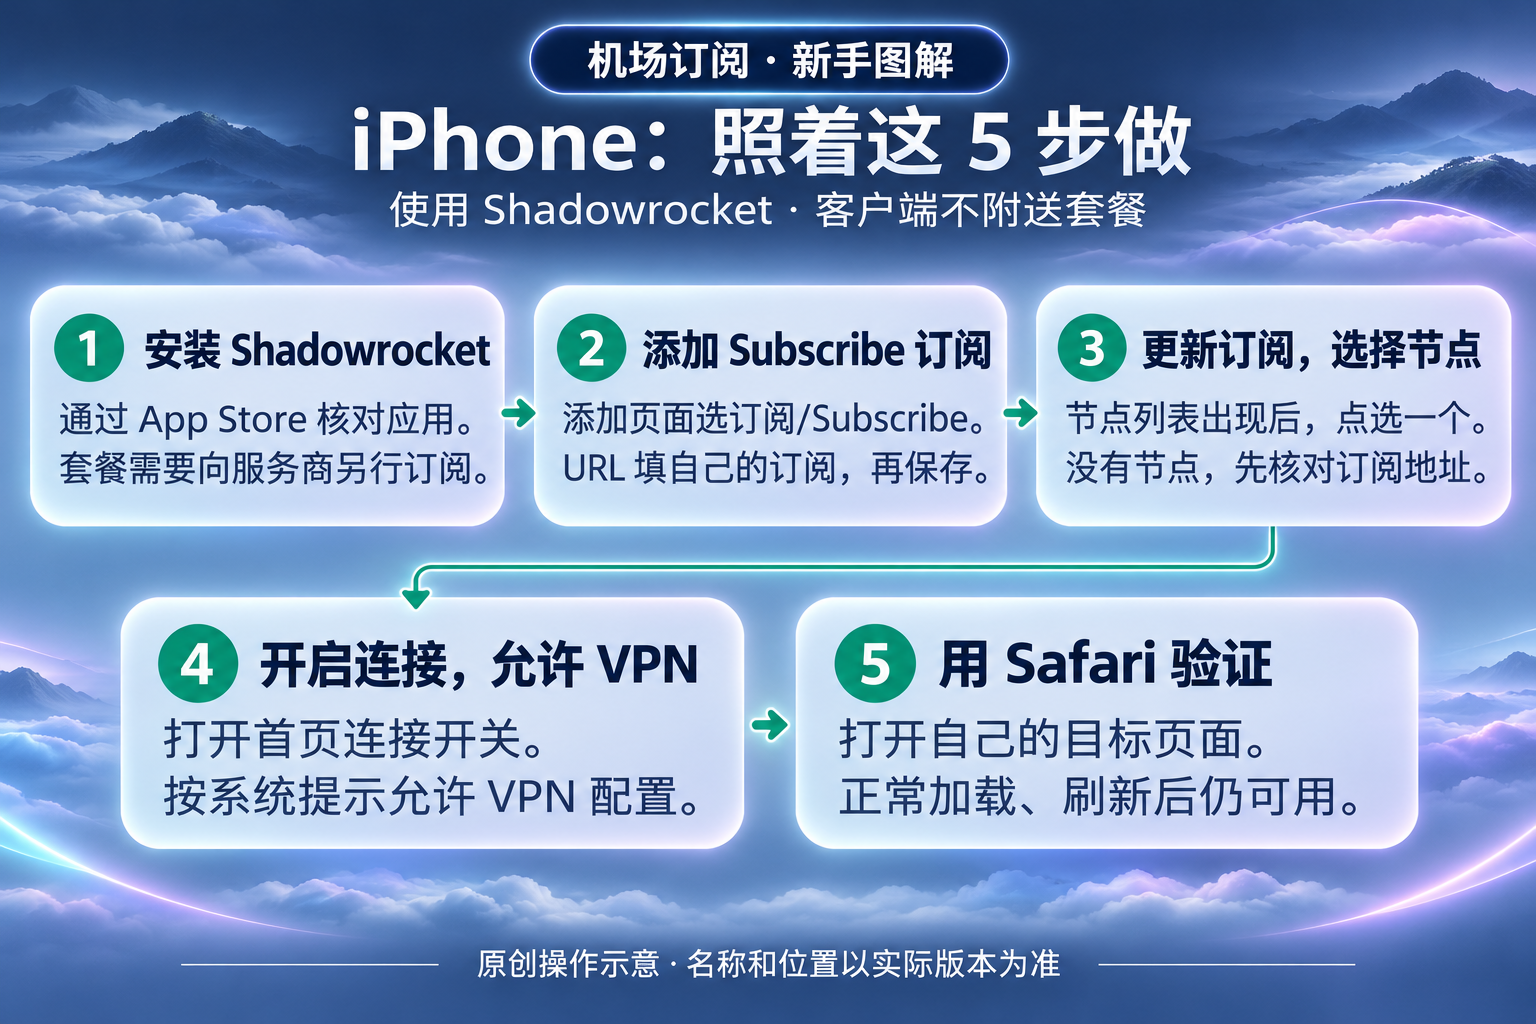 机场订阅 · 新手图解
iPhone：照着这 5 步做
使用 Shadowrocket · 客户端不附送套餐
1 安装 Shadowrocket
通过 App Store 核对应用。
套餐需要向服务商另行订阅。
2 添加 Subscribe 订阅
添加页面选订阅/Subscribe。
URL 填自己的订阅，再保存。
3 更新订阅，选择节点
节点列表出现后，点选一个。
没有节点，先核对订阅地址。
4 开启连接，允许 VPN
打开首页连接开关。
按系统提示允许 VPN 配置。
5 用 Safari 验证
打开自己的目标页面。
正常加载、刷新后仍可用。
原创操作示意 · 名称和位置以实际版本为准